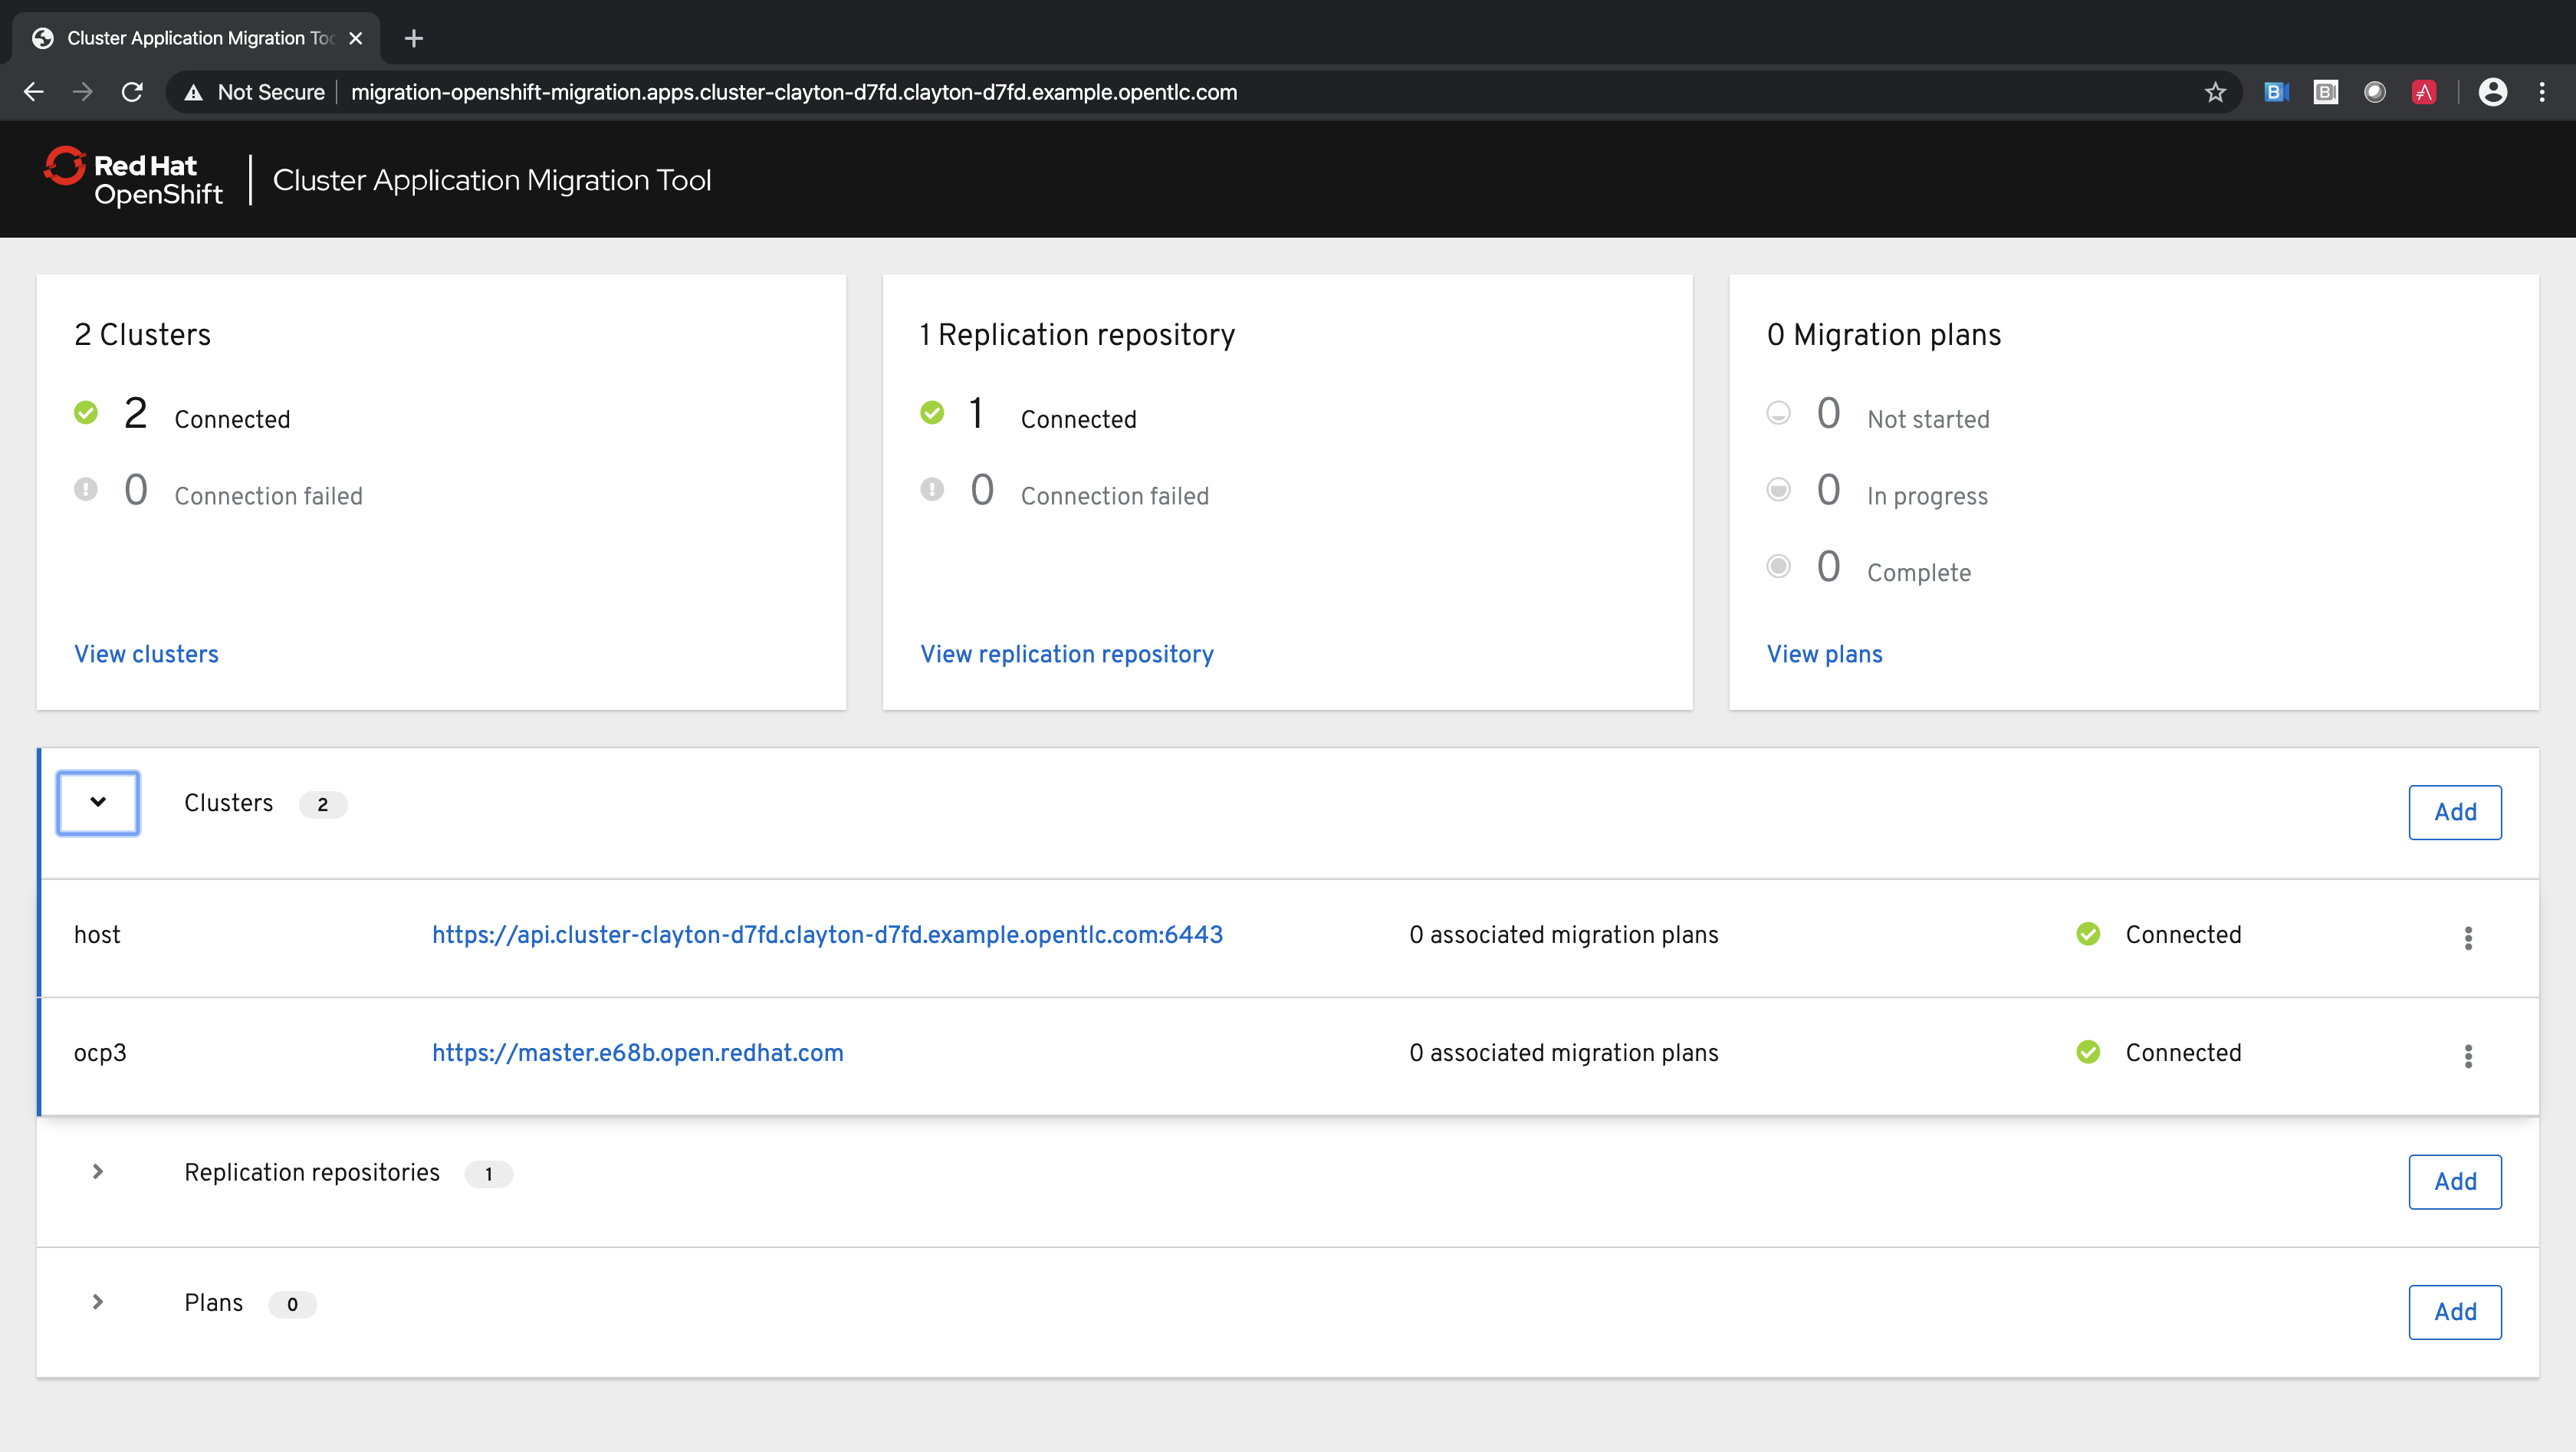 Cluster Application Migration Too
Not Secure
migration-openshift-migration.apps.cluster-clayton-d7fd.clayton-d7fd.example.opentlc.com
Red Hat
OpenShift
Cluster Application Migration Tool
2 Clusters
2 Connected
0 Connection failed
View clusters
1 Replication repository
1 Connected
0 Connection failed
View replication repository
0 Migration plans
0 Not started
0 In progress
0 Complete
View plans
Clusters 2 Add
host https://api.cluster-clayton-d7fd.clayton-d7fd.example.opentlc.com:6443 0 associated migration plans Connected
ocp3 https://master.e68b.open.redhat.com 0 associated migration plans Connected
Replication repositories 1 Add
Plans 0 Add